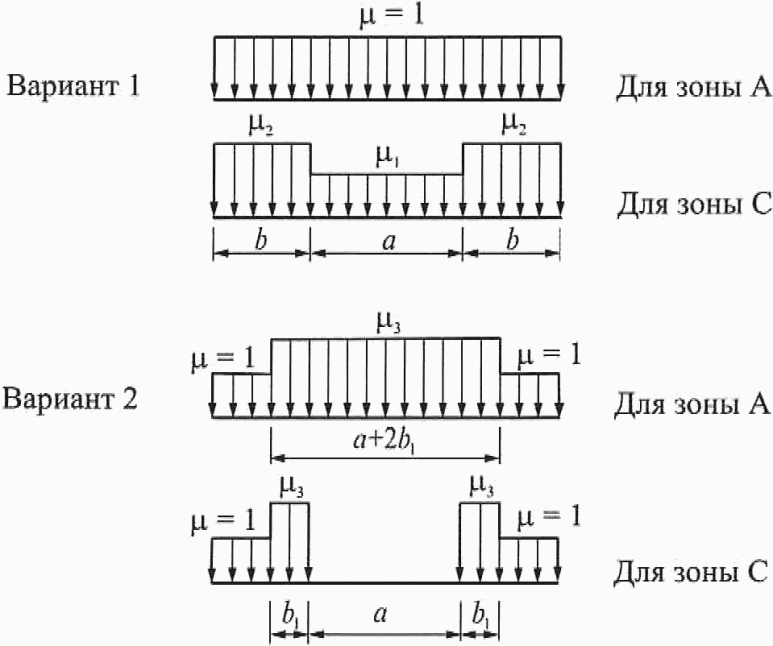 μ = 1
Вариант 1
Для зоны А
μ₂
μ₁
μ₂
Для зоны С
b
a
b
μ₃
μ = 1
μ = 1
Вариант 2
Для зоны А
a+2b₁
μ₃
μ₃
μ = 1
μ = 1
Для зоны С
b₁
a
b₁